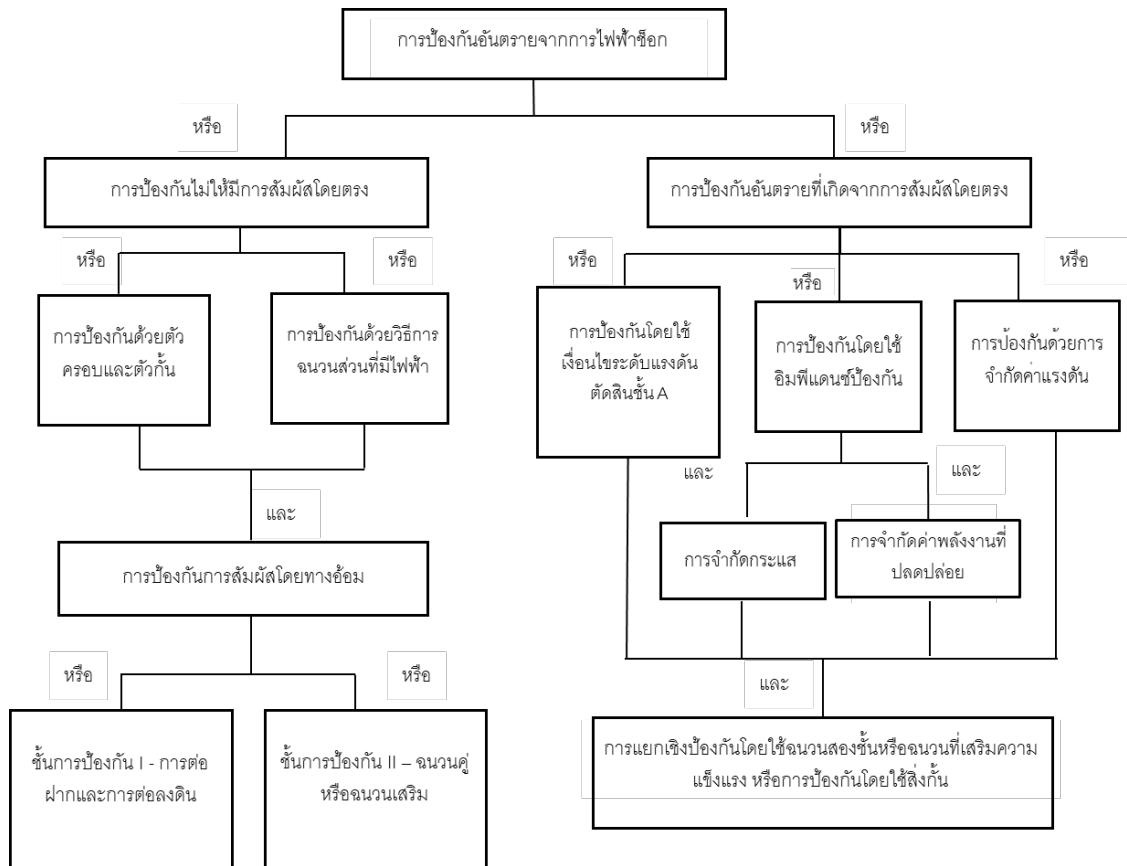 การป้องกันอันตรายจากการไฟฟ้าช็อก
หรือ
หรือ
การป้องกันไม่ให้มีการสัมผัสโดยตรง
การป้องกันอันตรายที่เกิดจากการสัมผัสโดยตรง
หรือ
หรือ
หรือ
หรือ
หรือ
การป้องกันด้วยตัว
ครอบและตัวกั้น
การป้องกันด้วยวิธีการ
ฉนวนส่วนที่มีไฟฟ้า
การป้องกันโดยใช้
เงื่อนไขระดับแรงดัน
ตัดสินชั้น A
การป้องกันโดยใช้
อิมพีแดนซ์ป้องกัน
การป้องกันด้วยการ
จำกัดค่าแรงดัน
และ
และ
และ
การจำกัดกระแส
การจำกัดค่าพลังงานที่
ปลดปล่อย
การป้องกันการสัมผัสโดยทางอ้อม
หรือ
หรือ
และ
ชั้นการป้องกัน I - การต่อ
ฝากและการต่อลงดิน
ชั้นการป้องกัน II – ฉนวนคู่
หรือฉนวนเสริม
การแยกเชิงป้องกันโดยใช้ฉนวนสองชั้นหรือฉนวนที่เสริมความ
แข็งแรง หรือการป้องกันโดยใช้สิ่งกั้น